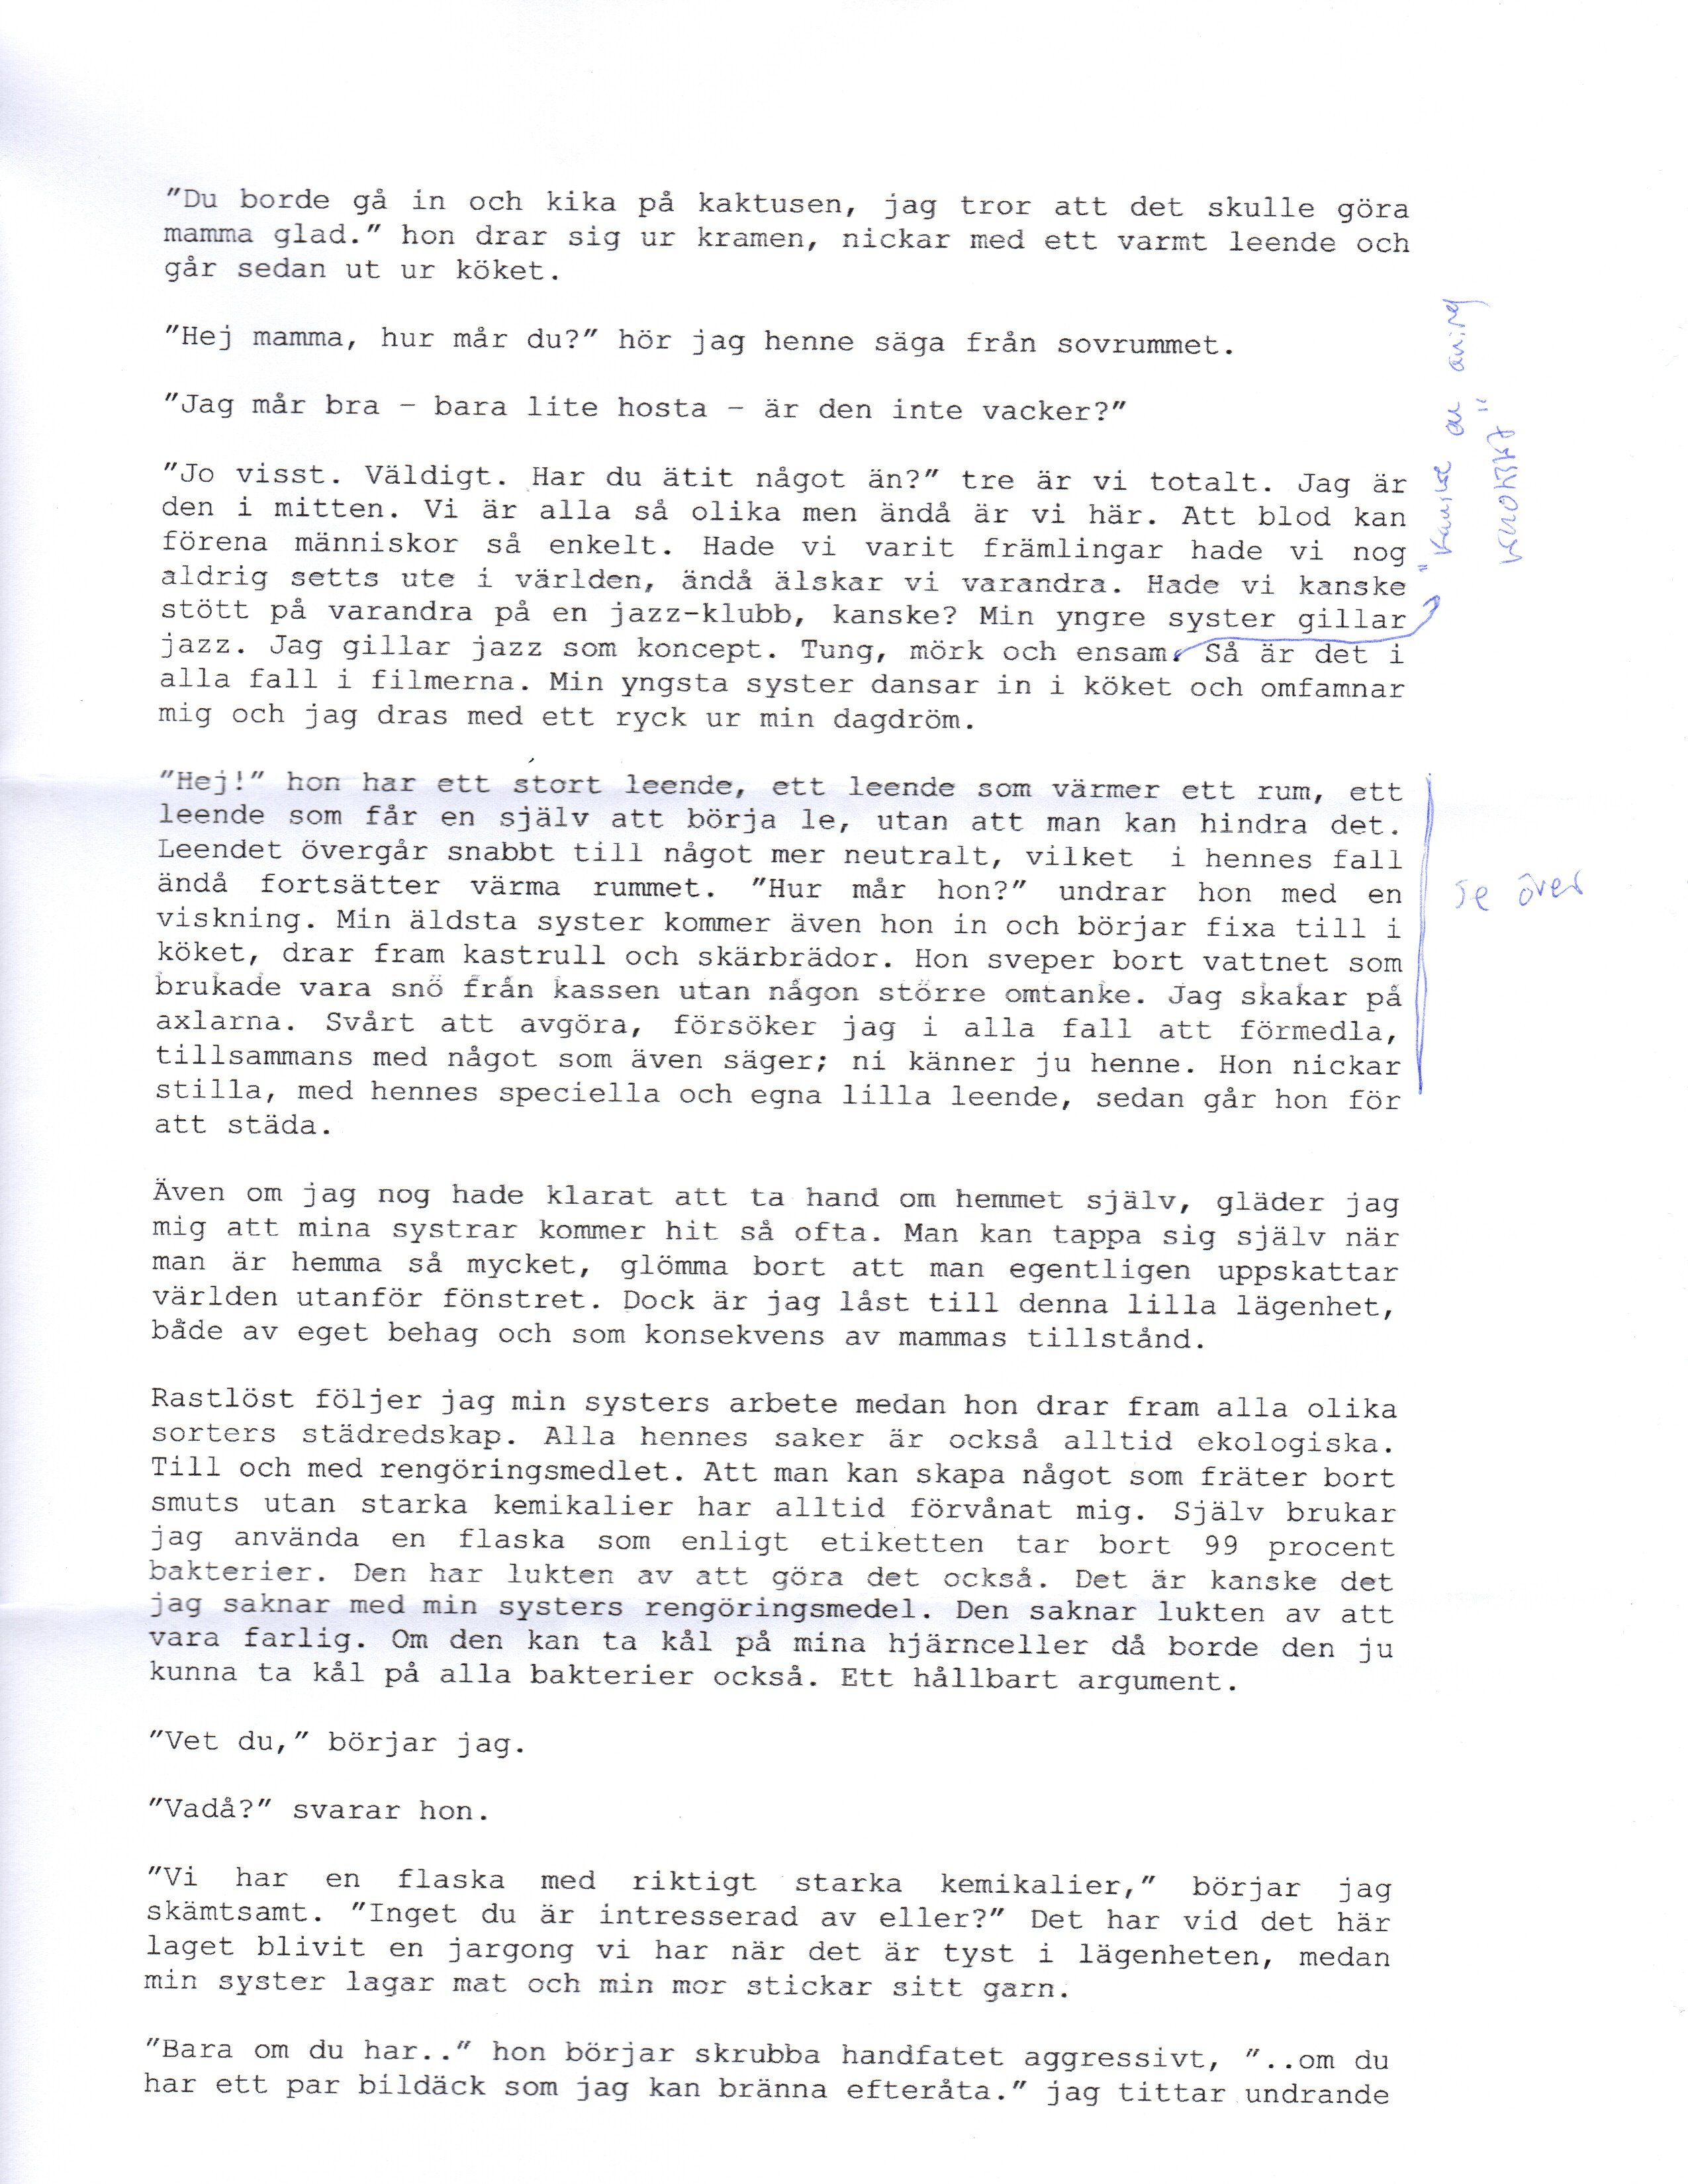 "Du borde gå in och kika på kaktusen, jag tror att det skulle göra
mamma glad." hon drar sig ur kramen, nickar med ett varmt leende och
går sedan ut ur köket.
"Hej mamma, hur mår du?" hör jag henne säga från sovrummet.
"Jag mår bra – bara lite hosta – är den inte vacker?"
"Jo visst. Väldigt. Har du ätit något än?" tre är vi totalt. Jag är
den i mitten. Vi är alla så olika men ändå är vi här. Att blod kan
förena människor så enkelt. Hade vi varit främlingar hade vi nog
aldrig setts ute i världen, ändå älskar vi varandra. Hade vi kanske
stött på varandra på en jazz-klubb, kanske? Min yngre syster gillar
jazz. Jag gillar jazz som koncept. Tung, mörk och ensam. Så är det i
alla fall i filmerna. Min yngsta syster dansar in i köket och omfamnar
mig och jag dras med ett ryck ur min dagdröm.
"Kanske en aning
"Hej!" hon har ett stort leende, ett leende som värmer ett rum, ett
leende som får en själv att börja le, utan att man kan hindra det.
Leendet övergår snabbt till något mer neutralt, vilket i hennes fall
ändå fortsätter värma rummet. "Hur mår hon?" undrar hon med en
viskning. Min äldsta syster kommer även hon in och börjar fixa till i
köket, drar fram kastrull och skärbrädor. Hon sveper bort vattnet som
brukade vara snö från kassen utan någon större omtanke. Jag skakar på
axlarna. Svårt att avgöra, försöker jag i alla fall att förmedla,
tillsammans med något som även säger; ni känner ju henne. Hon nickar
stilla, med hennes speciella och egna lilla leende, sedan går hon för
att städa.
se över
Även om jag nog hade klarat att ta hand om hemmet själv, gläder jag
mig att mina systrar kommer hit så ofta. Man kan tappa sig själv när
man är hemma så mycket, glömma bort att man egentligen uppskattar
världen utanför fönstret. Dock är jag låst till denna lilla lägenhet,
både av eget behag och som konsekvens av mammas tillstånd.
Rastlöst följer jag min systers arbete medan hon drar fram alla olika
sorters städredskap. Alla hennes saker är också alltid ekologiska.
Till och med rengöringsmedlet. Att man kan skapa något som fräter bort
smuts utan starka kemikalier har alltid förvånat mig. Själv brukar
jag använda en flaska som enligt etiketten tar bort 99 procent
bakterier. Den har lukten av att göra det också. Det är kanske det
jag saknar med min systers rengöringsmedel. Den saknar lukten av att
vara farlig. Om den kan ta kål på mina hjärnceller då borde den ju
kunna ta kål på alla bakterier också. Ett hållbart argument.
"Vet du," börjar jag.
"Vadå?" svarar hon.
"Vi har en flaska med riktigt starka kemikalier," börjar jag
skämtsamt. "Inget du är intresserad av eller?" Det har vid det här
laget blivit en jargong vi har när det är tyst i lägenheten, medan
min syster lagar mat och min mor stickar sitt garn.
"Bara om du har.." hon börjar skrubba handfatet aggressivt, "..om du
har ett par bildäck som jag kan bränna efteråta." jag tittar undrande